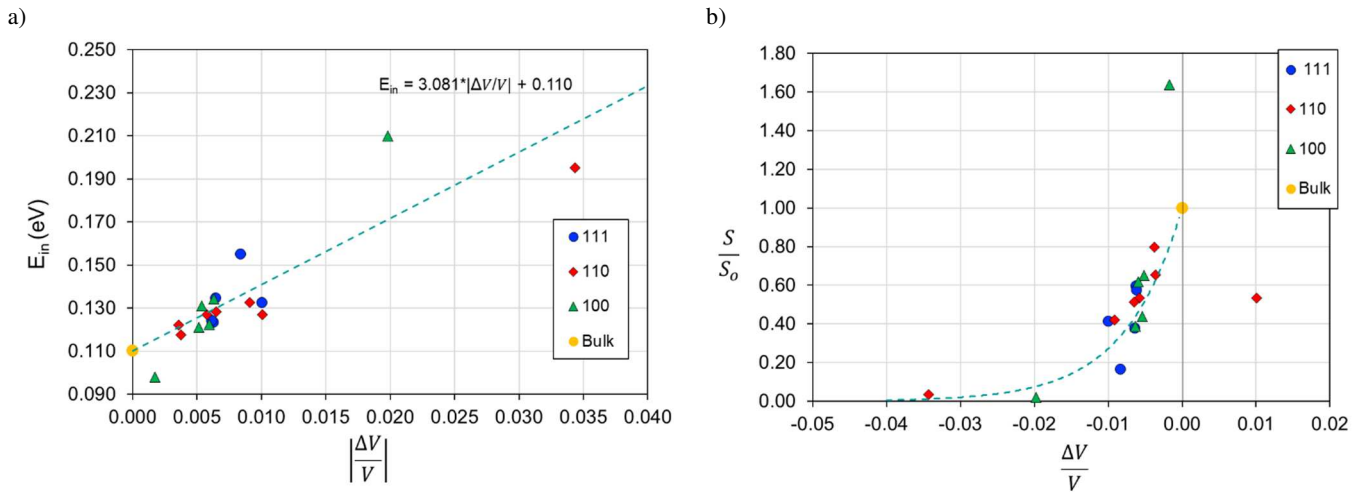 a)
0.250
0.230
0.210
0.190
0.170
0.150
0.130
0.110
0.090
E_in (eV)
E_in = 3.081*|ΔV/V| + 0.110
111
110
100
Bulk
0.000 0.005 0.010 0.015 0.020 0.025 0.030 0.035 0.040
|ΔV/V|
b)
1.80
1.60
1.40
1.20
1.00
0.80
0.60
0.40
0.20
0.00
S/S_o
111
110
100
Bulk
-0.05 -0.04 -0.03 -0.02 -0.01 0.00 0.01 0.02
ΔV/V